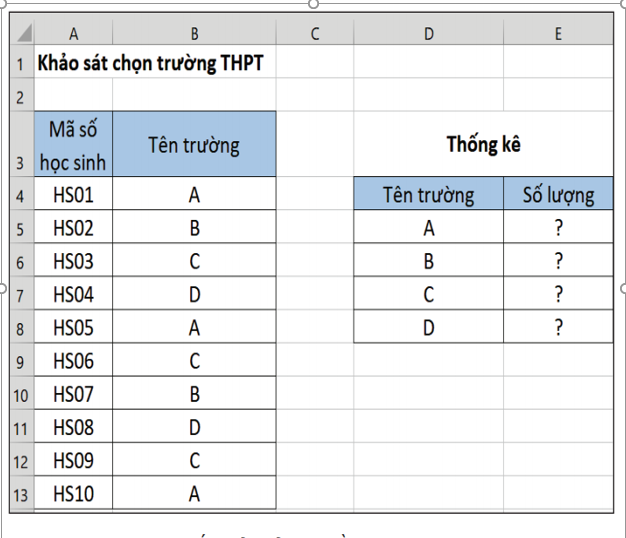 A B C D E
1 Khảo sát chọn trường THPT
2
Mã số
3 học sinh Tên trường Thống kê
4 HS01 A Tên trường Số lượng
5 HS02 B A ?
6 HS03 C B ?
7 HS04 D C ?
8 HS05 A D ?
9 HS06 C
10 HS07 B
11 HS08 D
12 HS09 C
13 HS10 A